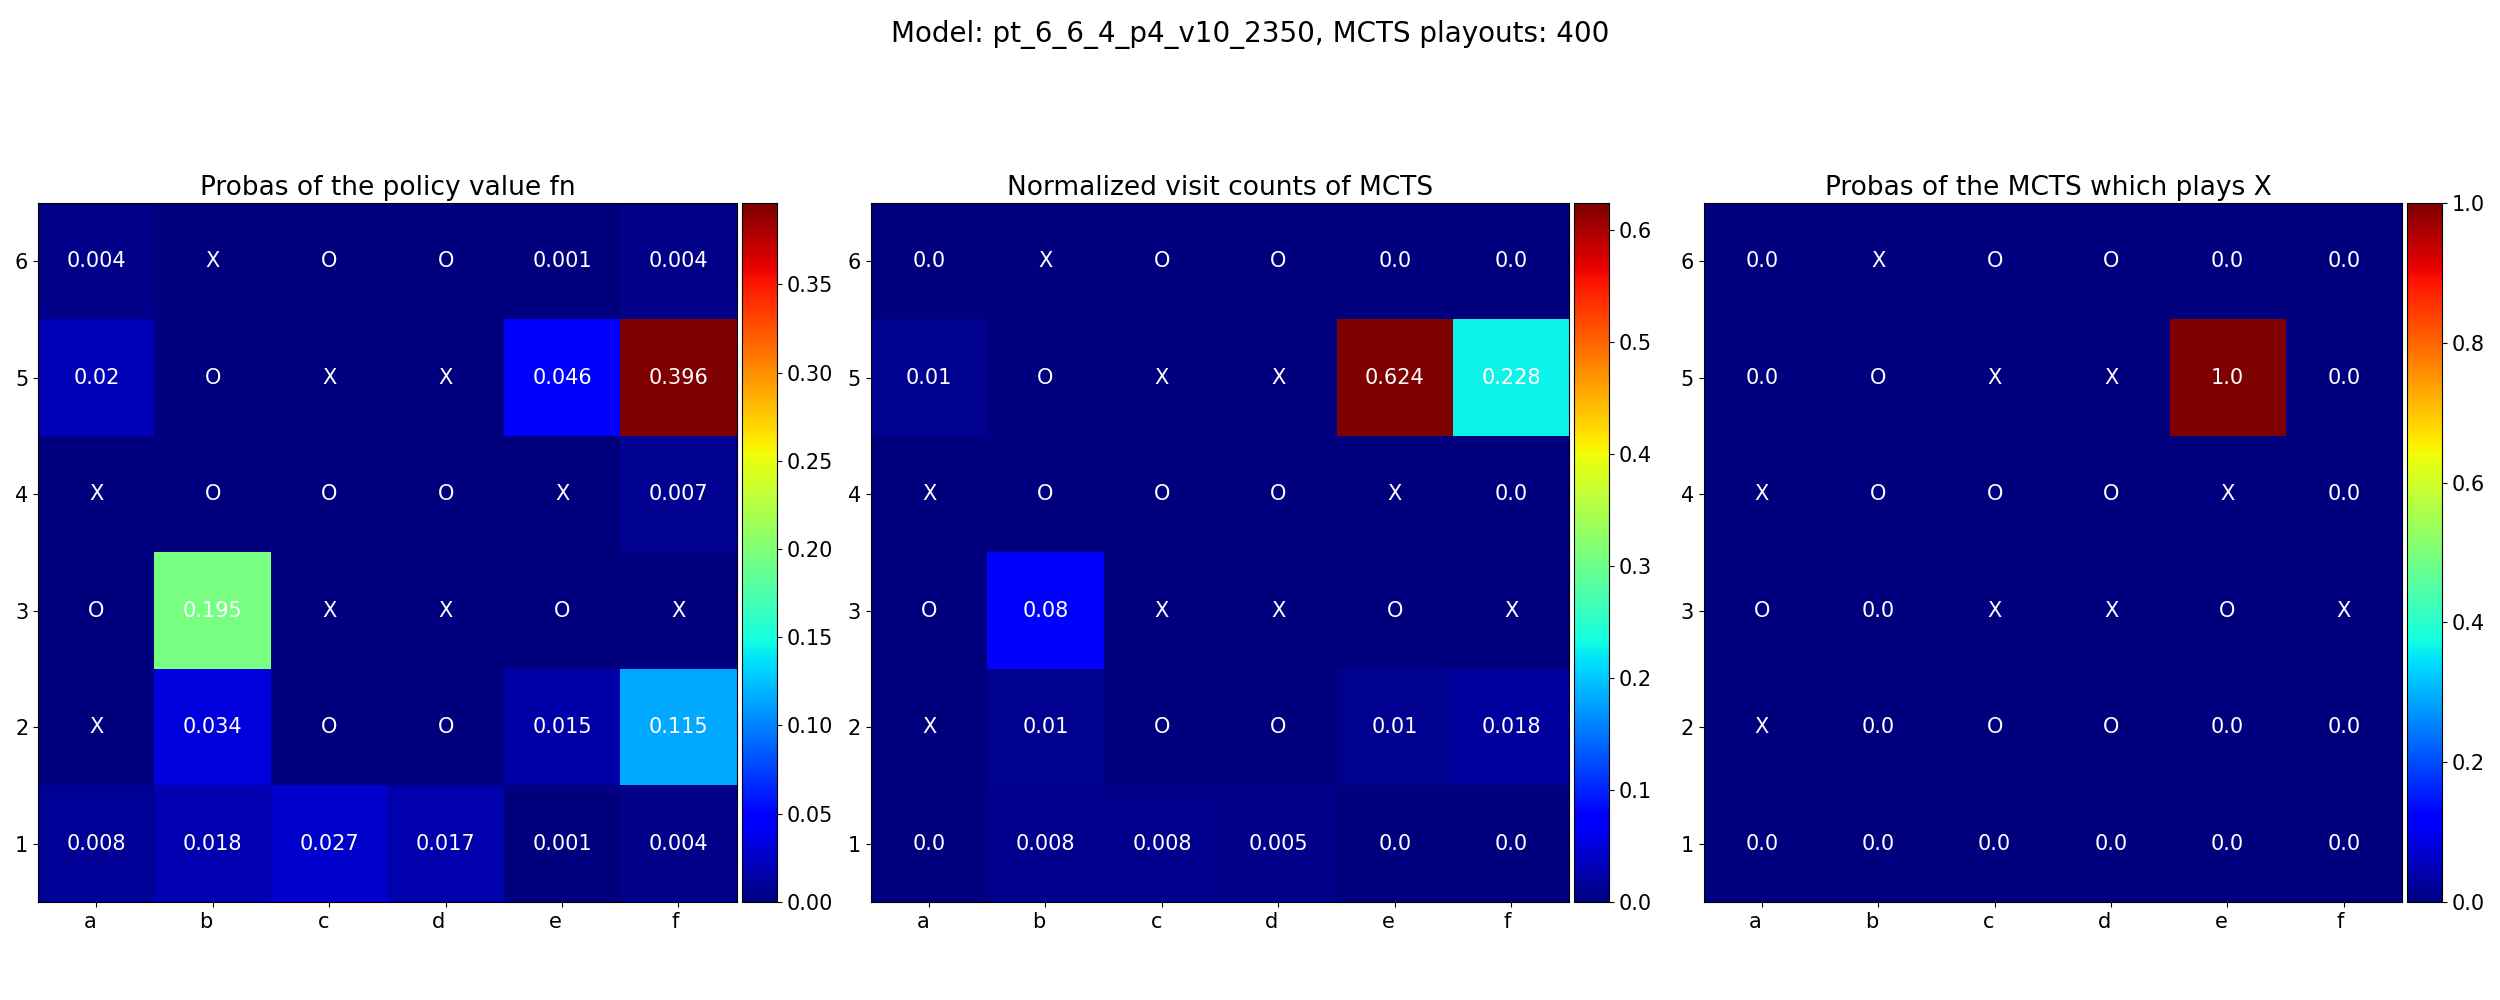 Model: pt_6_6_4_p4_v10_2350, MCTS playouts: 400
Probas of the policy value fn
6 0.004 X O O 0.001 0.004
5 0.02 O X X 0.046 0.396
4 X O O O X 0.007
3 O 0.195 X X O X
2 X 0.034 O O 0.015 0.115
1 0.008 0.018 0.027 0.017 0.001 0.004
a b c d e f
0.35
0.30
0.25
0.20
0.15
0.10
0.05
0.00
Normalized visit counts of MCTS
6 0.0 X O O 0.0 0.0
5 0.01 O X X 0.624 0.228
4 X O O O X 0.0
3 O 0.08 X X O X
2 X 0.01 O O 0.01 0.018
1 0.0 0.008 0.008 0.005 0.0 0.0
a b c d e f
0.6
0.5
0.4
0.3
0.2
0.1
0.0
Probas of the MCTS which plays X
6 0.0 X O O 0.0 0.0
5 0.0 O X X 1.0 0.0
4 X O O O X 0.0
3 O 0.0 X X O X
2 X 0.0 O O 0.0 0.0
1 0.0 0.0 0.0 0.0 0.0 0.0
a b c d e f
1.0
0.8
0.6
0.4
0.2
0.0